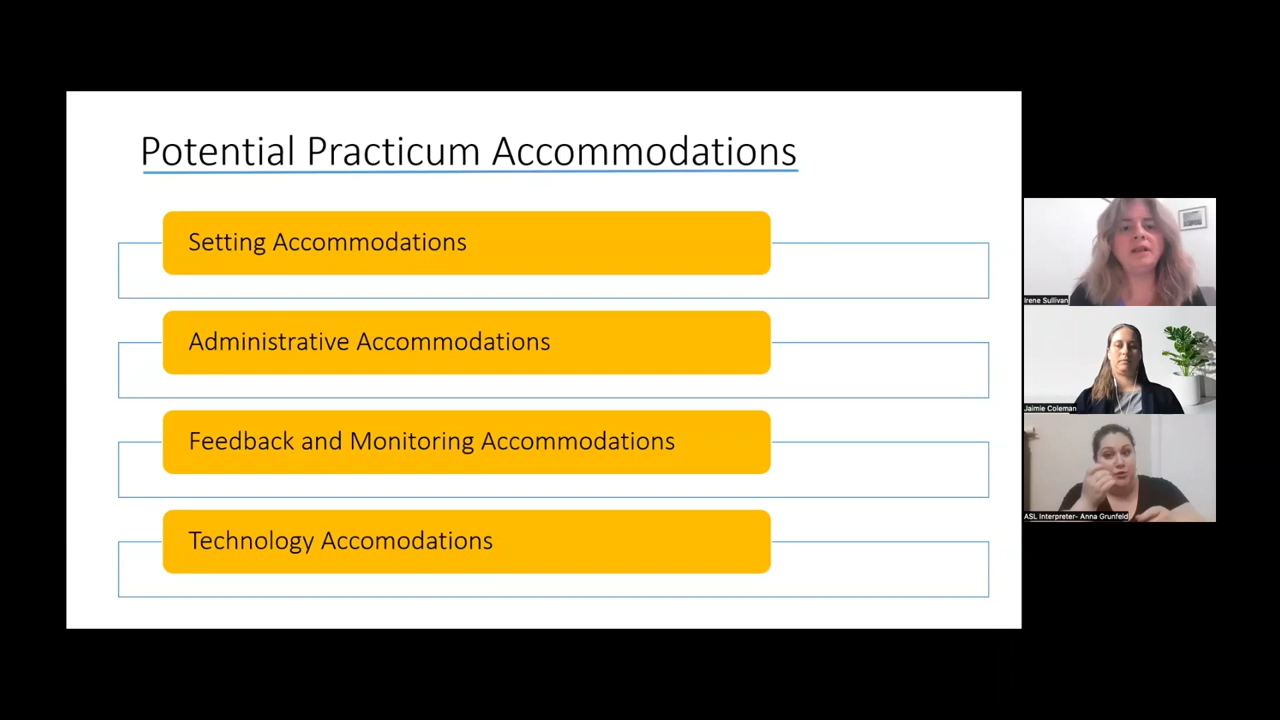 Potential Practicum Accommodations
Setting Accommodations
Administrative Accommodations
Feedback and Monitoring Accommodations
Technology Accomodations
Irene Sullivan
Jaimie Coleman
ASL Interpreter- Anna Grunfeld